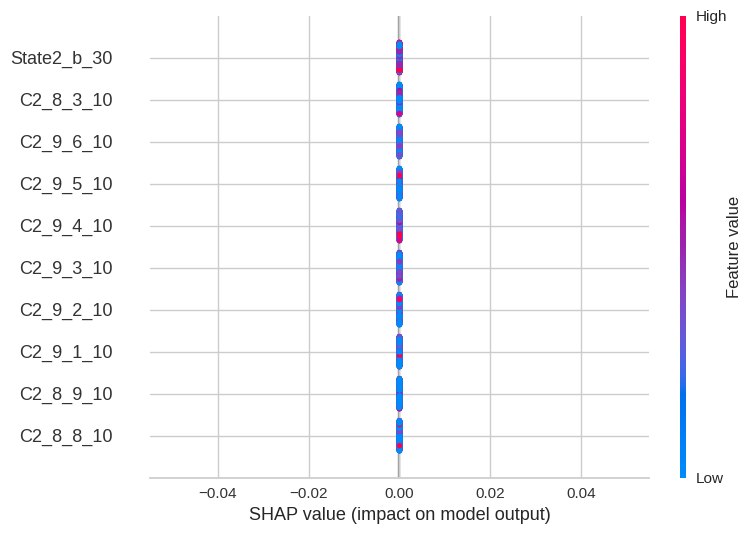 High
State2_b_30
C2_8_3_10
C2_9_6_10
C2_9_5_10
C2_9_4_10
C2_9_3_10
C2_9_2_10
C2_9_1_10
C2_8_9_10
C2_8_8_10
Feature value
Low
−0.04 −0.02 0.00 0.02 0.04
SHAP value (impact on model output)